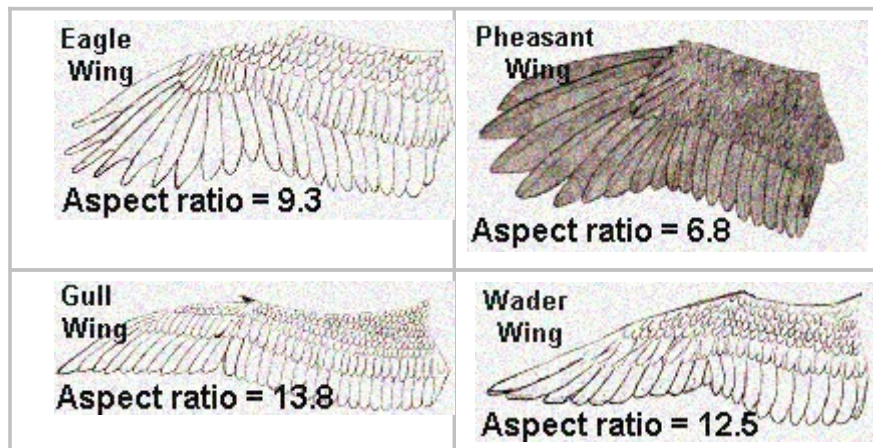 Eagle
Wing
Aspect ratio = 9.3
Pheasant
Wing
Aspect ratio = 6.8
Gull
Wing
Aspect ratio = 13.8
Wader
Wing
Aspect ratio = 12.5